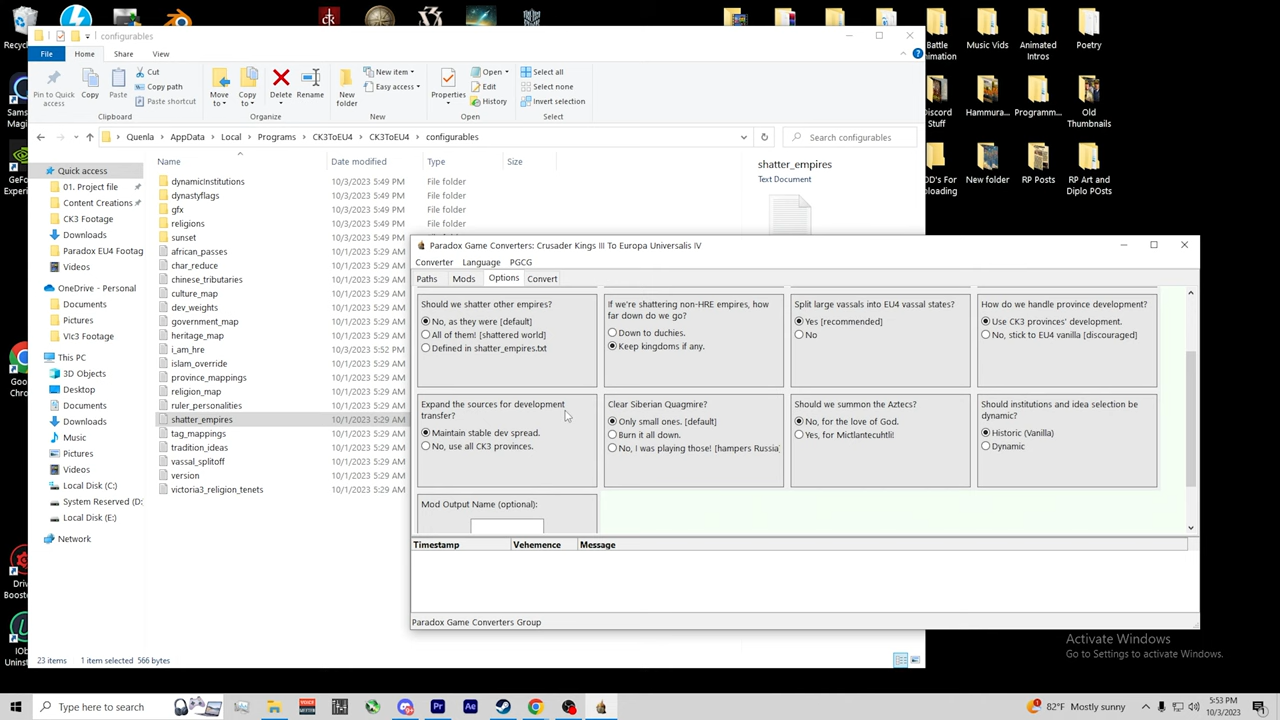 Recycle
Battle
Animation
Music Vids
Animated
Intros
Poetry
Discord
Stuff
Hammura...
Programm...
Old
Thumbnails
New folder
RP Posts
RP Art and
Diplo POsts
configurables
File
Home
Share
View
Pin to Quick
access
Copy
Paste
Cut
Copy path
Paste shortcut
Clipboard
Move
to
Copy
to
Delete
Rename
Organize
New
folder
New item
Easy access
New
Properties
Open
Edit
History
Open
Select all
Select none
Invert selection
Select
Quenla > AppData > Local > Programs > CK3ToEU4 > CK3ToEU4 > configurables
Search configurables
Name
Date modified
Type
Size
Quick access
01. Project file
Content Creations
CK3 Footage
Downloads
Paradox EU4 Footag
Videos
OneDrive - Personal
Documents
Pictures
VIc3 Footage
This PC
3D Objects
Desktop
Documents
Downloads
Music
Pictures
Videos
Local Disk (C:)
System Reserved (D:
Local Disk (E:)
Network
dynamicInstitutions 10/3/2023 5:49 PM File folder
dynastyflags 10/3/2023 5:49 PM File folder
gfx 10/3/2023 5:49 PM File folder
religions 10/3/2023 5:49 PM File folder
sunset 10/3/2023 5:49 PM File folder
african_passes 10/1/2023 5:29 AM
char_reduce 10/1/2023 5:29 AM
chinese_tributaries 10/1/2023 5:29 AM
culture_map 10/1/2023 5:29 AM
dev_weights 10/1/2023 5:29 AM
government_map 10/1/2023 5:29 AM
heritage_map 10/1/2023 5:29 AM
i_am_hre 10/3/2023 5:52 PM
islam_override 10/1/2023 5:29 AM
province_mappings 10/1/2023 5:29 AM
religion_map 10/1/2023 5:29 AM
ruler_personalities 10/1/2023 5:29 AM
shatter_empires 10/1/2023 5:29 AM
tag_mappings 10/1/2023 5:29 AM
tradition_ideas 10/1/2023 5:29 AM
vassal_splitoff 10/1/2023 5:29 AM
version 10/1/2023 5:29 AM
victoria3_religion_tenets 10/1/2023 5:29 AM
shatter_empires
Text Document
23 items 1 item selected 566 bytes
Paradox Game Converters: Crusader Kings III To Europa Universalis IV
Converter Language PGCG
Paths Mods Options Convert
Should we shatter other empires?
No, as they were [default]
All of them! [shattered world]
Defined in shatter_empires.txt
If we're shattering non-HRE empires, how
far down do we go?
Down to duchies.
Keep kingdoms if any.
Split large vassals into EU4 vassal states?
Yes [recommended]
No
How do we handle province development?
Use CK3 provinces' development.
No, stick to EU4 vanilla [discouraged]
Expand the sources for development
transfer?
Maintain stable dev spread.
No, use all CK3 provinces.
Clear Siberian Quagmire?
Only small ones. [default]
Burn it all down.
No, I was playing those! [hampers Russia]
Should we summon the Aztecs?
No, for the love of God.
Yes, for Mictlantecuhtli!
Should institutions and idea selection be
dynamic?
Historic (Vanilla)
Dynamic
Mod Output Name (optional):
Timestamp Vehemence Message
Paradox Game Converters Group
Activate Windows
Go to Settings to activate Windows.
Type here to search
82°F Mostly sunny
5:53 PM
10/3/2023